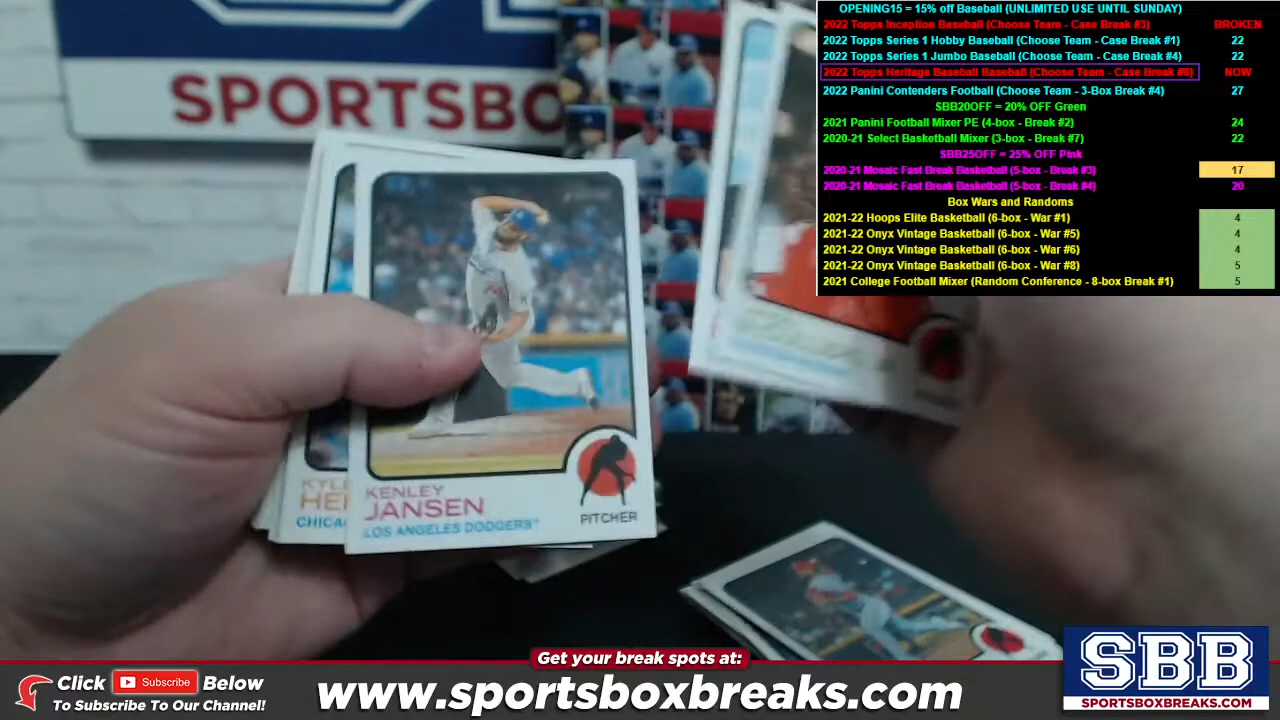 OPENING15 = 15% off Baseball (UNLIMITED USE UNTIL SUNDAY)
2022 Topps Inception Baseball (Choose Team - Case Break #3) BROKEN
2022 Topps Series 1 Hobby Baseball (Choose Team - Case Break #1) 22
2022 Topps Series 1 Jumbo Baseball (Choose Team - Case Break #4) 22
2022 Topps Heritage Baseball Baseball (Choose Team - Case Break #8) NOW
2022 Panini Contenders Football (Choose Team - 3-Box Break #4) 27
SBB20OFF = 20% OFF Green
2021 Panini Football Mixer PE (4-box - Break #2) 24
2020-21 Select Basketball Mixer (3-box - Break #7) 22
SBB25OFF = 25% OFF Pink
2020-21 Mosaic Fast Break Basketball (5-box - Break #3) 17
2020-21 Mosaic Fast Break Basketball (5-box - Break #4) 20
Box Wars and Randoms
2021-22 Hoops Elite Basketball (6-box - War #1) 4
2021-22 Onyx Vintage Basketball (6-box - War #5) 4
2021-22 Onyx Vintage Basketball (6-box - War #6) 4
2021-22 Onyx Vintage Basketball (6-box - War #8) 5
2021 College Football Mixer (Random Conference - 8-box Break #1) 5
SPORTSBO
KYLE
HE
CHICA
KENLEY
JANSEN
LOS ANGELES DODGERS™
PITCHER
Get your break spots at:
Click Subscribe Below
To Subscribe To Our Channel!
www.sportsboxbreaks.com
SBB
SPORTSBOXBREAKS.COM